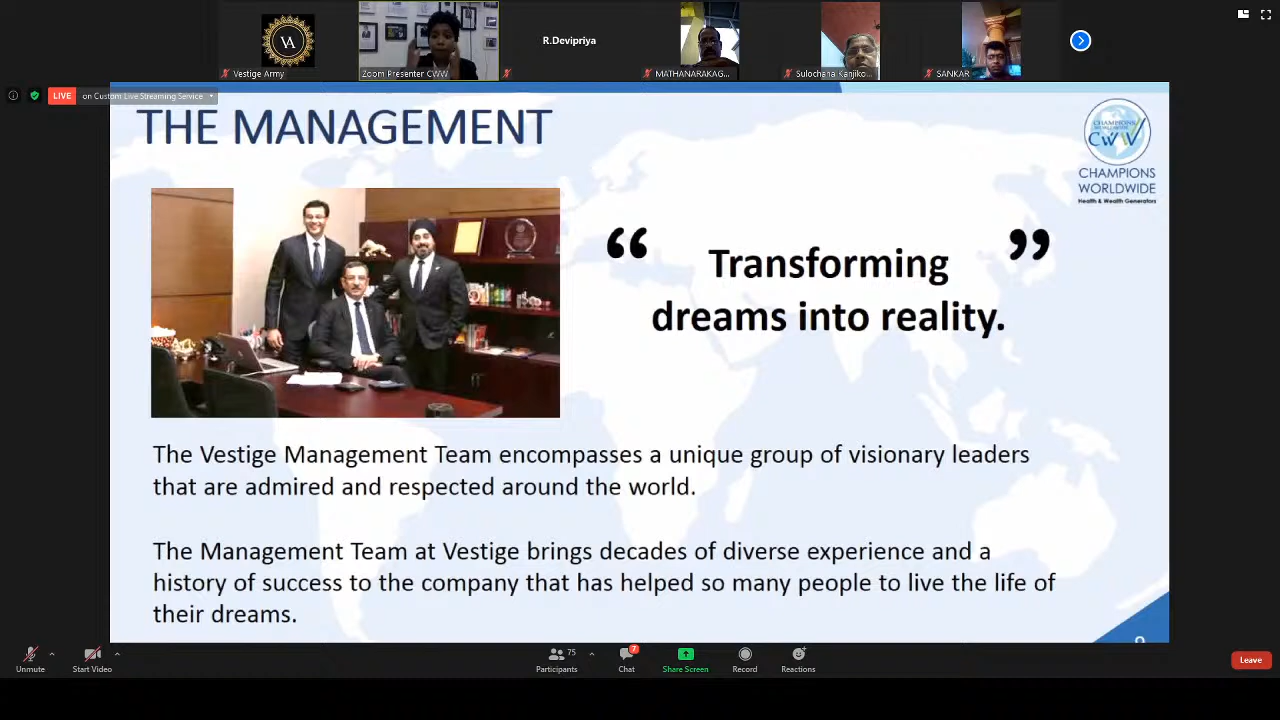 VA
R.Devipriya
Vestige Army
Zoom Presenter CWW
MATHANARAKAG...
Sulochana Kanjiko...
SANKAR
LIVE
on Custom Live Streaming Service
THE MANAGEMENT
CHAMPIONS
WORLDWIDE
CWW
CHAMPIONS
WORLDWIDE
Health & Wealth Generators
“ Transforming ”
dreams into reality.
The Vestige Management Team encompasses a unique group of visionary leaders
that are admired and respected around the world.
The Management Team at Vestige brings decades of diverse experience and a
history of success to the company that has helped so many people to live the life of
their dreams.
75
7
Unmute
Start Video
Participants
Chat
Share Screen
Record
Reactions
Leave